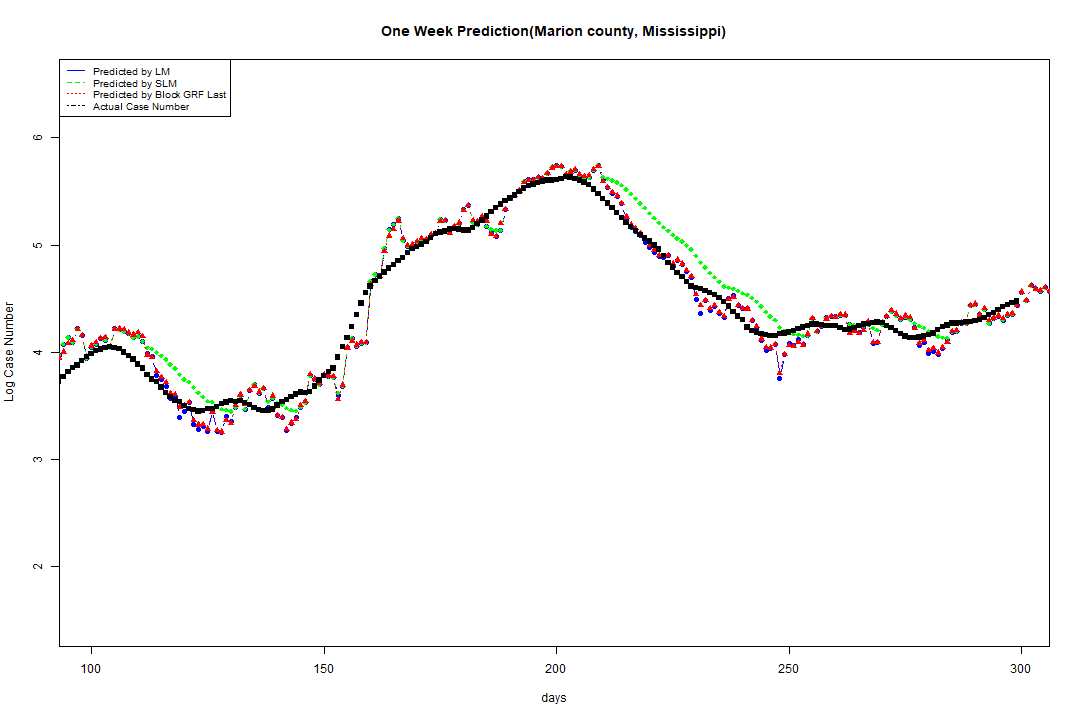 One Week Prediction(Marion county, Mississippi)
Predicted by LM
Predicted by SLM
Predicted by Block GRF Last
Actual Case Number
6
5
4
3
2
Log Case Number
100 150 200 250 300
days